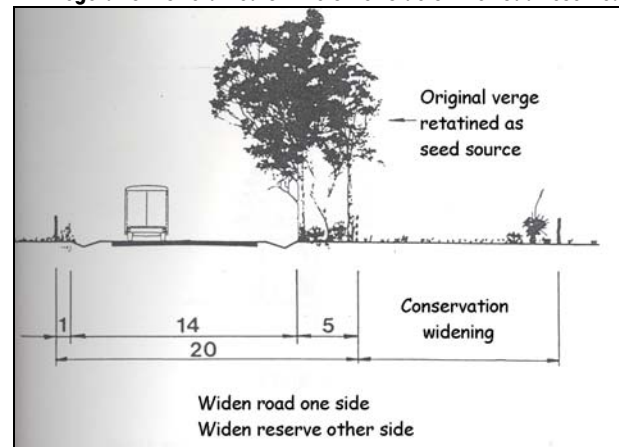 Original verge
retatined as
seed source
1 14 5 Conservation
widening
20
Widen road one side
Widen reserve other side